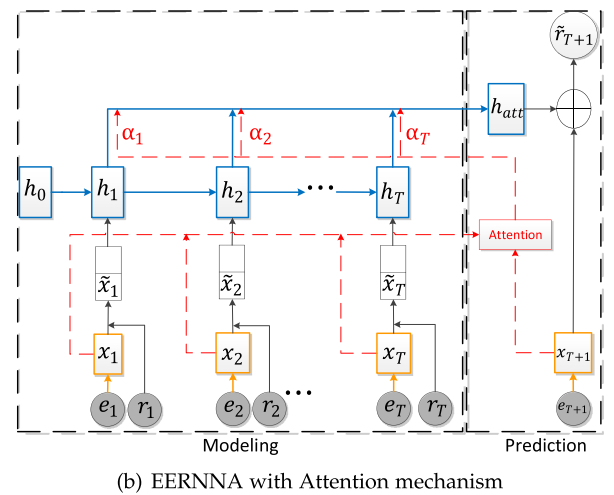 r̃T+1
α1 α2 αT hatt
h0 h1 h2 ... hT
Attention
x̃1 x̃2 x̃T
x1 x2 xT xT+1
e1 r1 e2 r2 ... eT rT eT+1
Modeling Prediction
(b) EERNNA with Attention mechanism